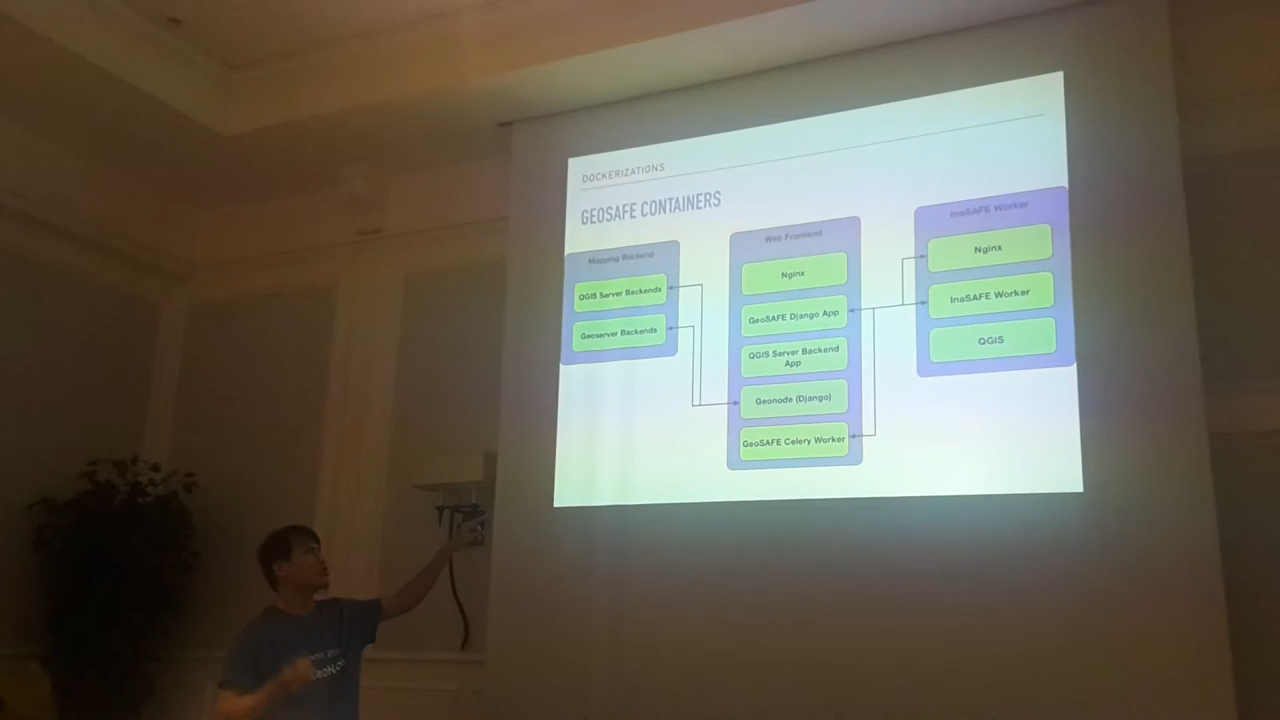 DOCKERIZATIONS
GEOSAFE CONTAINERS
Mapping Backend
QGIS Server Backends
Geoserver Backends
Web Frontend
Nginx
GeoSAFE Django App
QGIS Server Backend
App
Geonode (Django)
GeoSAFE Celery Worker
InaSAFE Worker
Nginx
InaSAFE Worker
QGIS